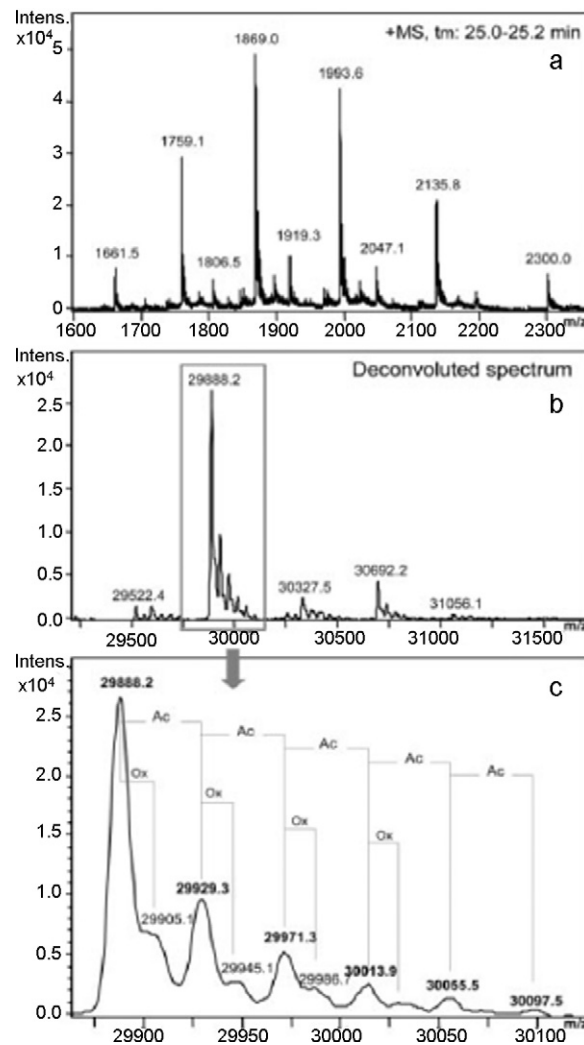 Intens.
x10⁴
+MS, tm: 25.0-25.2 min
a
5
4
3
2
1
0
1869.0
1993.6
1759.1
2135.8
1661.5
1806.5
1919.3
2047.1
2300.0
1600 1700 1800 1900 2000 2100 2200 2300 m/z
Intens.
x10⁴
Deconvoluted spectrum
b
2.5
2.0
1.5
1.0
0.5
0.0
29888.2
29522.4
30327.5
30692.2
31056.1
29500 30000 30500 31000 31500 m/z
Intens.
x10⁴
c
2.5
2.0
1.5
1.0
0.5
0.0
29888.2
Ac
Ac
Ac
Ac
Ac
Ox
Ox
Ox
Ox
29905.1
29929.3
29945.1
29971.3
29986.7
30013.9
30055.5
30097.5
29900 29950 30000 30050 30100 m/z